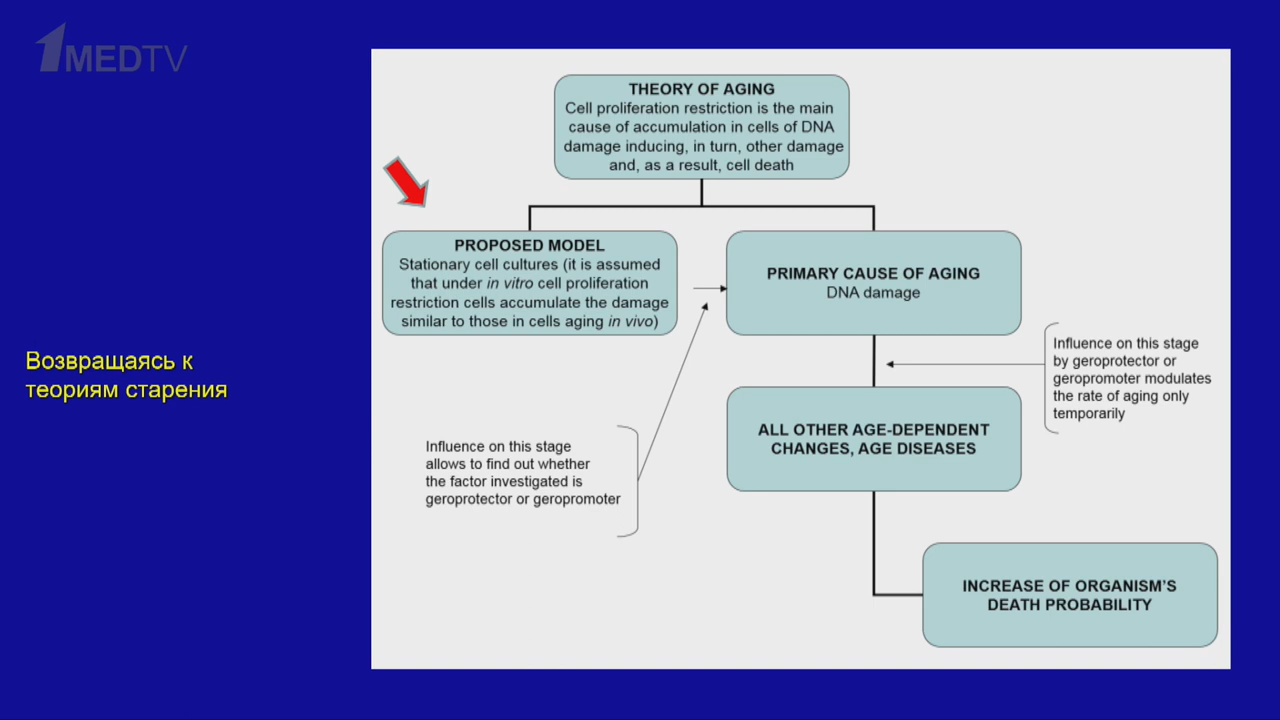 1MEDTV
THEORY OF AGING
Cell proliferation restriction is the main
cause of accumulation in cells of DNA
damage inducing, in turn, other damage
and, as a result, cell death
PROPOSED MODEL
Stationary cell cultures (it is assumed
that under in vitro cell proliferation
restriction cells accumulate the damage
similar to those in cells aging in vivo)
PRIMARY CAUSE OF AGING
DNA damage
Influence on this stage
by geroprotector or
geropromoter modulates
the rate of aging only
temporarily
Возвращаясь к
теориям старения
ALL OTHER AGE-DEPENDENT
CHANGES, AGE DISEASES
Influence on this stage
allows to find out whether
the factor investigated is
geroprotector or geropromoter
INCREASE OF ORGANISM'S
DEATH PROBABILITY